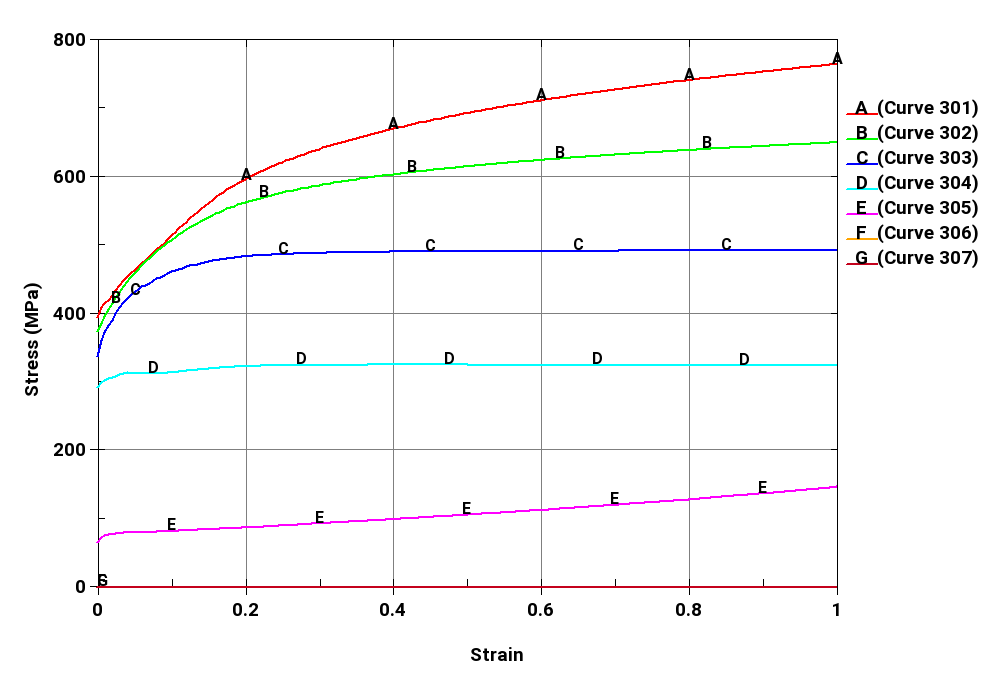 800
600
400
200
0
0 0.2 0.4 0.6 0.8 1
Stress (MPa)
Strain
A (Curve 301)
B (Curve 302)
C (Curve 303)
D (Curve 304)
E (Curve 305)
F (Curve 306)
G (Curve 307)
A A A A A
B B B B B
C C C C C
D D D D D
E E E E E
G